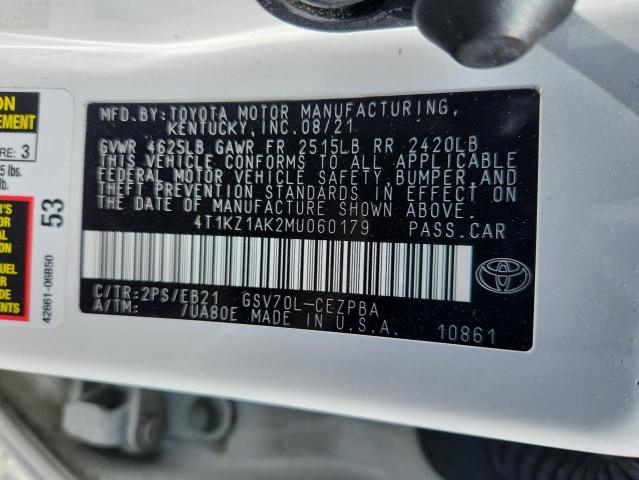 MFD.BY:TOYOTA MOTOR MANUFACTURING,
KENTUCKY,INC.08/21
GVWR 4625LB GAWR FR 2515LB RR 2420LB
THIS VEHICLE CONFORMS TO ALL APPLICABLE
FEDERAL MOTOR VEHICLE SAFETY,BUMPER,AND
THEFT PREVENTION STANDARDS IN EFFECT ON
THE DATE OF MANUFACTURE SHOWN ABOVE.
4T1KZ1AK2MU060179 PASS.CAR
C/TR:2PS/EB21 GSV70L-CEZPBA
A/TM: /UA80E MADE IN U.S.A. 10861
TOYOTA
ON
EMENT
RE: 3
5 lbs.
lb.
R'S
53
42661-06B50